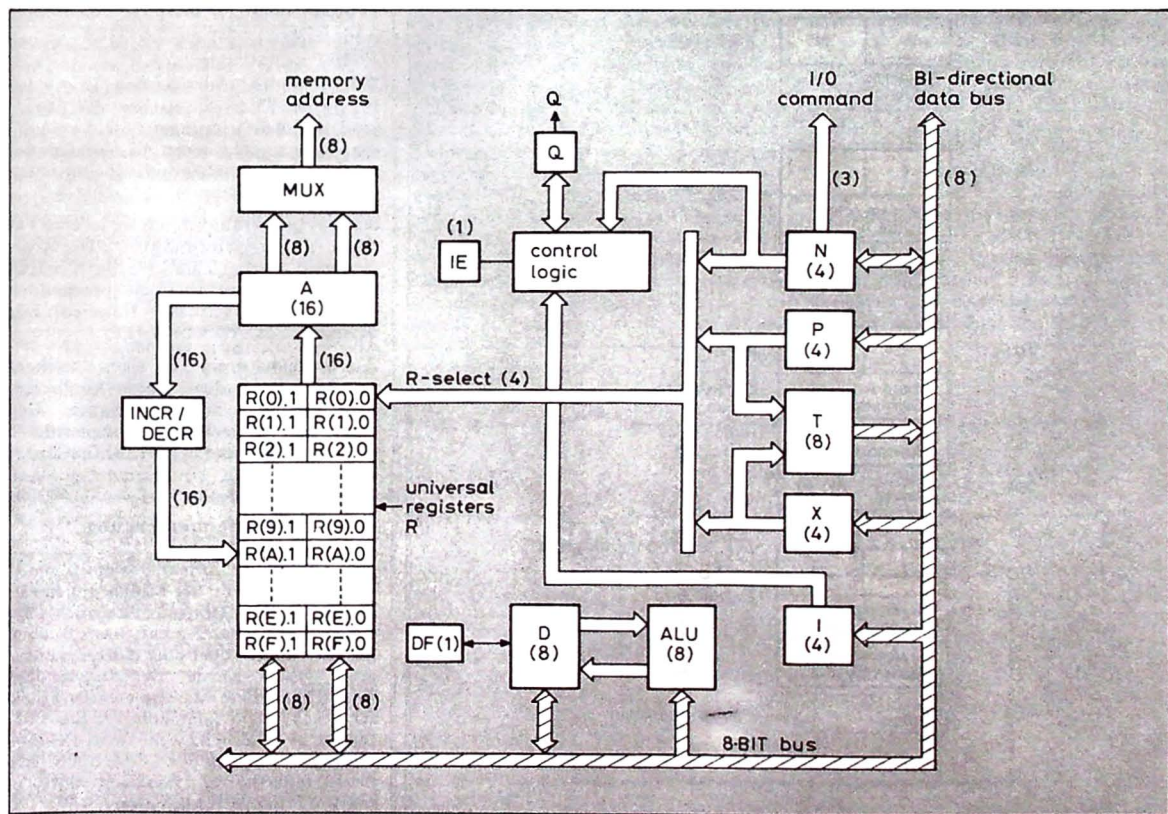 memory
address
(8)
MUX
(8)
(8)
A
(16)
(16)
(16)
INCR /
DECR
(16)
R(0).1 R(0).0
R(1).1 R(1).0
R(2).1 R(2).0
R(9).1 R(9).0
R(A).1 R(A).0
R(E).1 R(E).0
R(F).1 R(F).0
universal
registers
R
(8)
(8)
Q
Q
(1)
IE
control
logic
R-select (4)
I/O
command
(3)
BI-directional
data bus
(8)
N
(4)
P
(4)
T
(8)
X
(4)
I
(4)
DF(1)
D
(8)
ALU
(8)
8-BIT bus